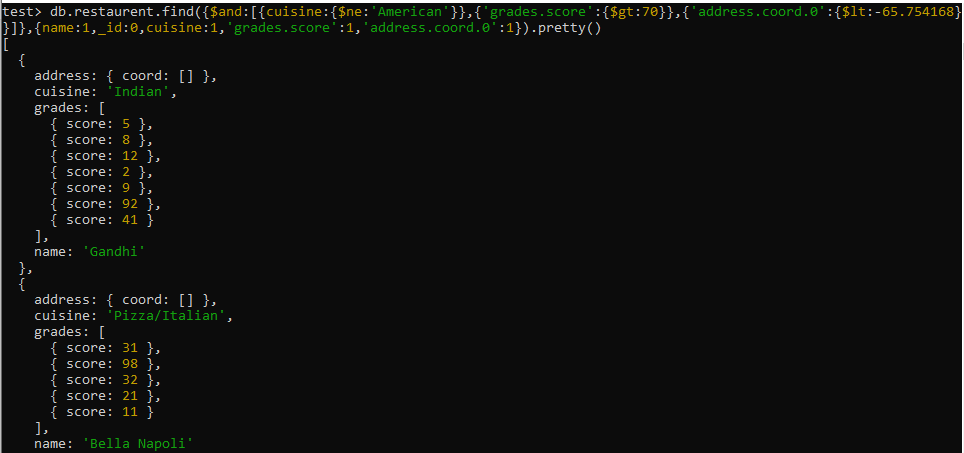 test> db.restaurent.find({$and:[{cuisine:{$ne:'American'}},{'grades.score':{$gt:70}},{'address.coord.0':{$lt:-65.754168}
}]},{name:1,_id:0,cuisine:1,'grades.score':1,'address.coord.0':1}).pretty()
[
  {
    address: { coord: [] },
    cuisine: 'Indian',
    grades: [
      { score: 5 },
      { score: 8 },
      { score: 12 },
      { score: 2 },
      { score: 9 },
      { score: 92 },
      { score: 41 }
    ],
    name: 'Gandhi'
  },
  {
    address: { coord: [] },
    cuisine: 'Pizza/Italian',
    grades: [
      { score: 31 },
      { score: 98 },
      { score: 32 },
      { score: 21 },
      { score: 11 }
    ],
    name: 'Bella Napoli'